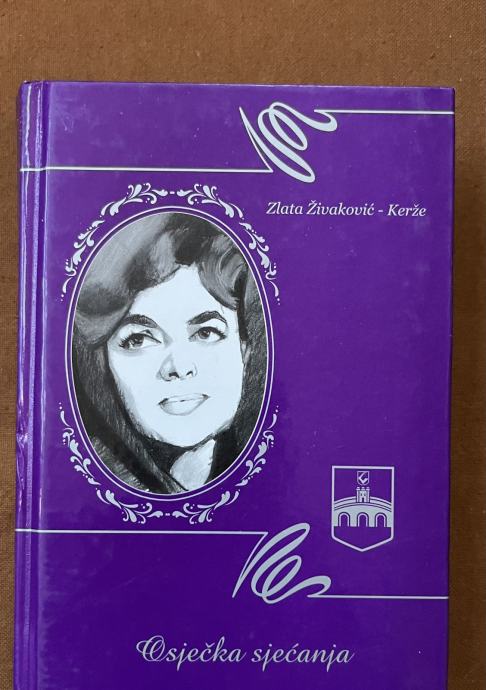 Zlata Živaković - Kerže
Osječka sjećanja